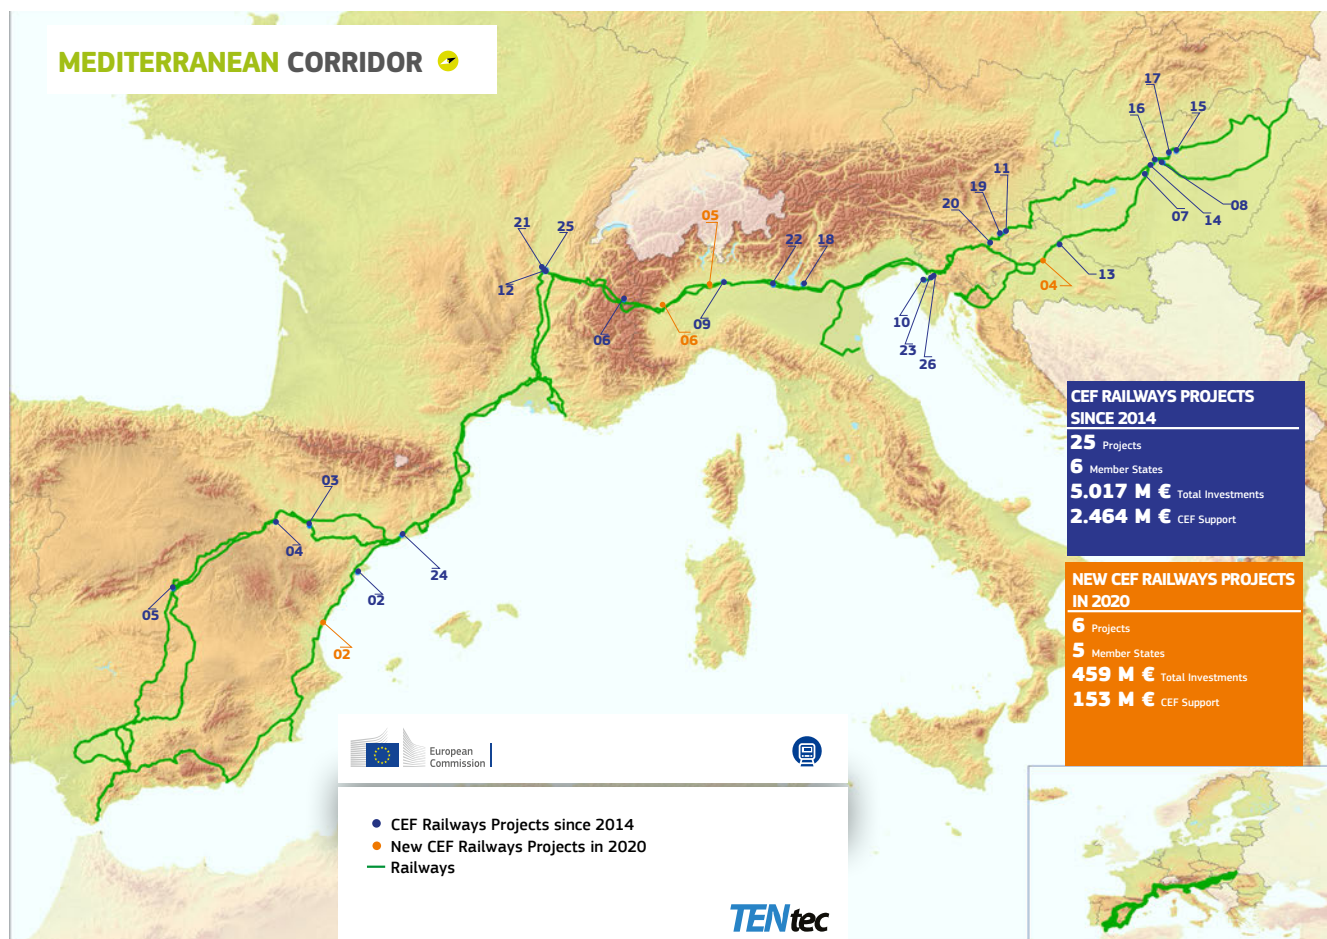 MEDITERRANEAN CORRIDOR
17
16
15
11
19
20
08
07
14
21
25
05
22
18
12
13
04
10
09
06
06
23
26
CEF RAILWAYS PROJECTS
SINCE 2014
25 Projects
6 Member States
5.017 M € Total Investments
2.464 M € CEF Support
03
04
24
02
05
02
NEW CEF RAILWAYS PROJECTS
IN 2020
6 Projects
5 Member States
459 M € Total Investments
153 M € CEF Support
European
Commission
CEF Railways Projects since 2014
New CEF Railways Projects in 2020
Railways
TENtec